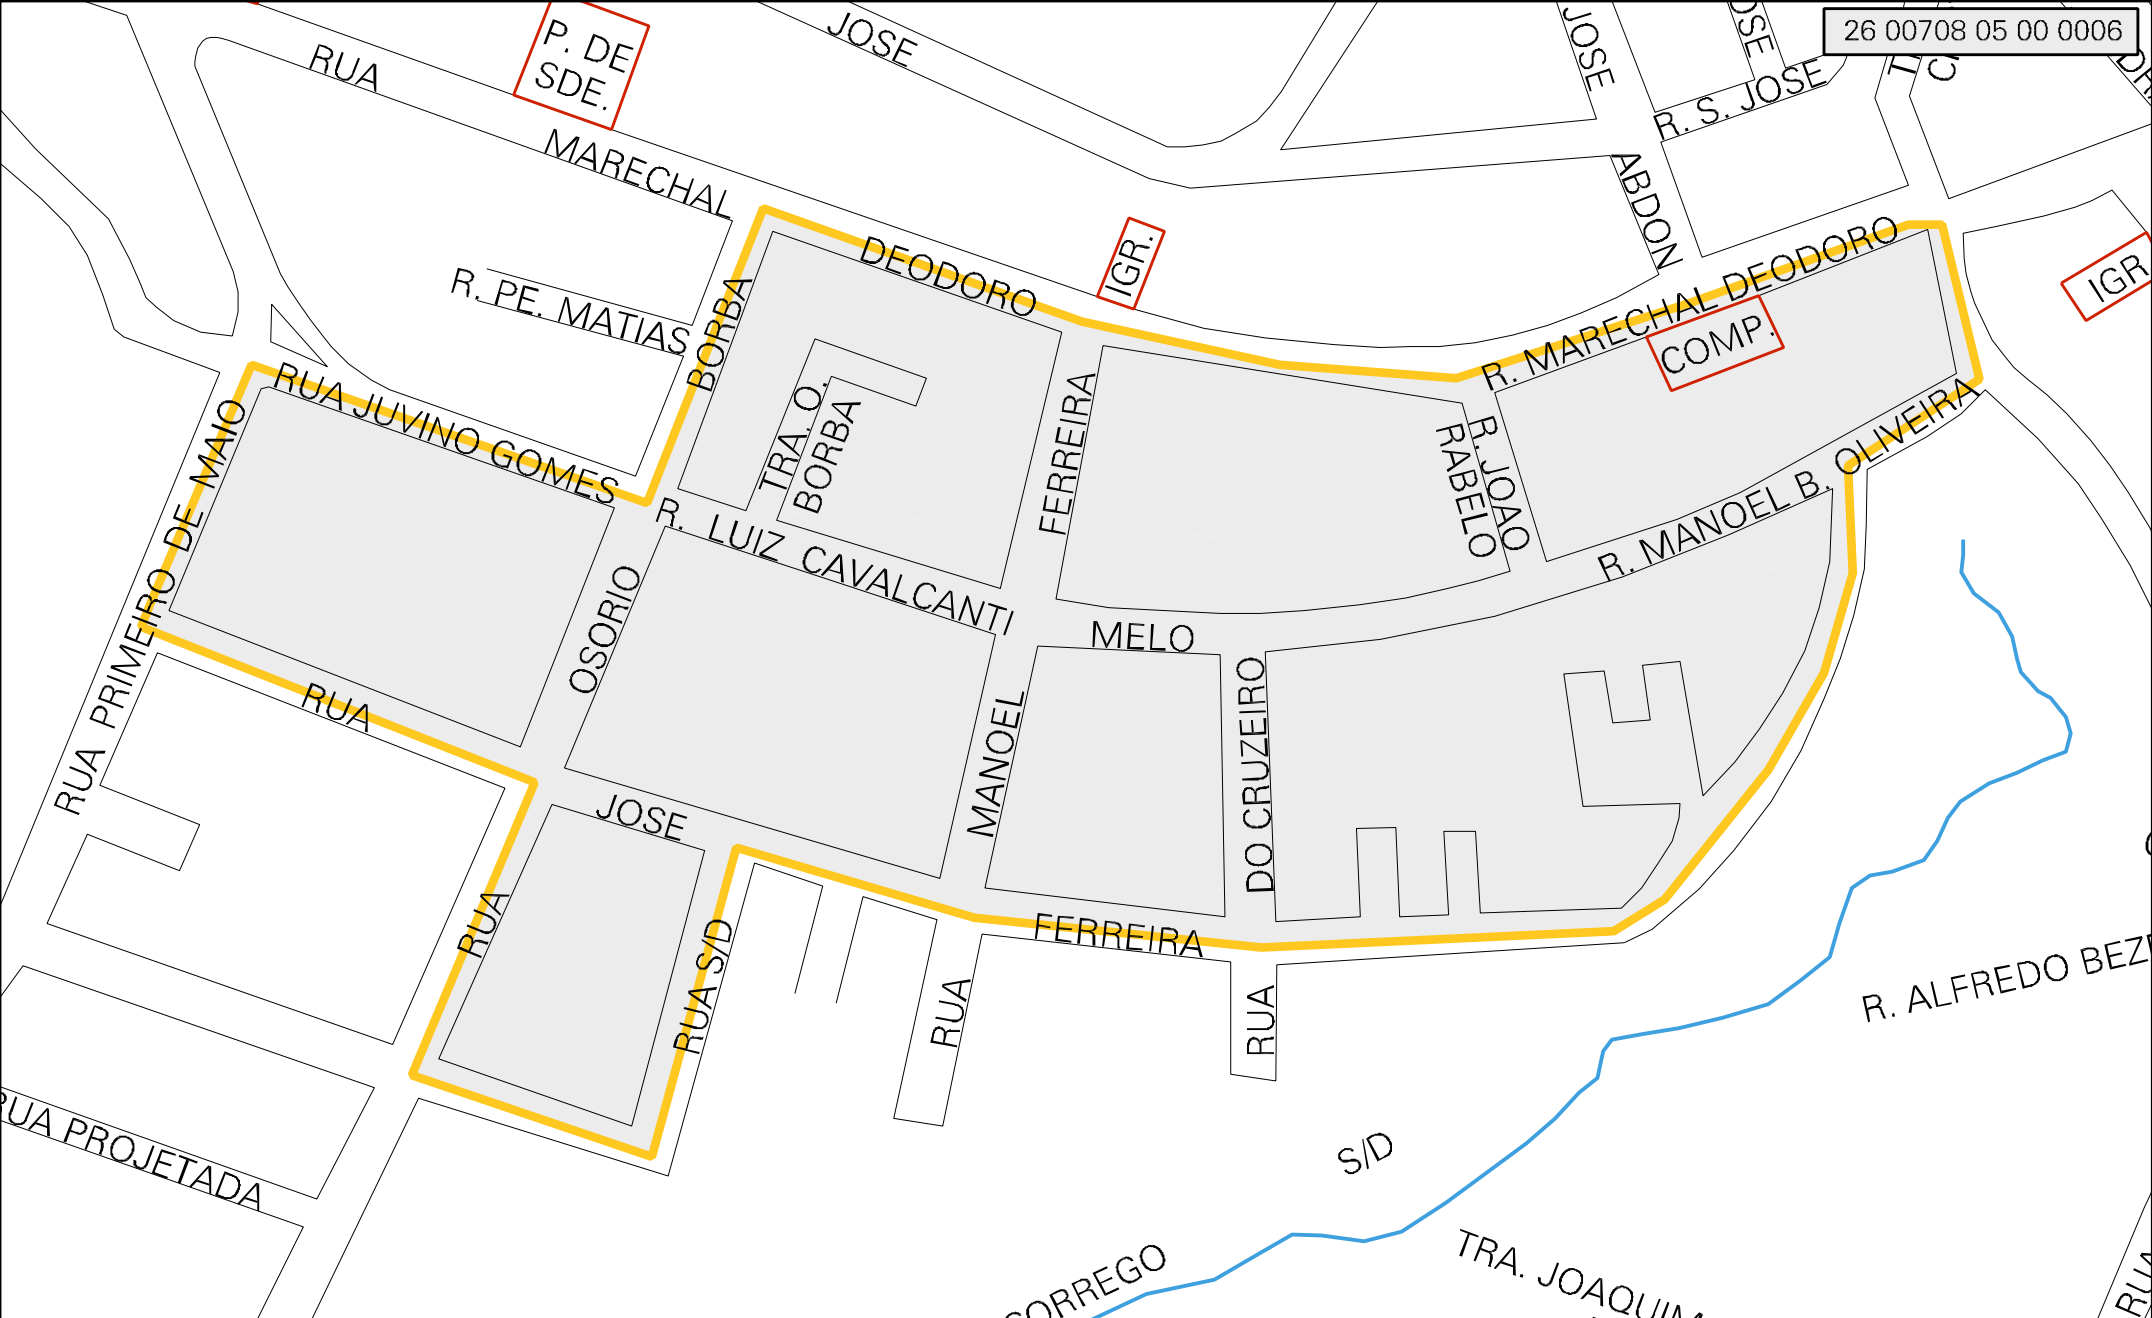 26 00708 05 00 0006
JOSE
JOSE
OSE
RUA
P. DE
SDE.
R. S. JOSE
MARECHAL
ABDON
DEODORO
IGR.
R. MARECHAL DEODORO
IGR
R. PE. MATIAS
BORBA
COMP.
RUA JUVINO GOMES
TRA. O.
BORBA
FERREIRA
R. JOAO
RABELO
R. MANOEL B. OLIVEIRA
RUA PRIMEIRO DE MAIO
R. LUIZ CAVALCANTI
OSORIO
MELO
RUA
MANOEL
DO CRUZEIRO
JOSE
RUA
RUA S/D
FERREIRA
RUA
RUA
R. ALFREDO BEZ
RUA PROJETADA
S/D
CORREGO
TRA. JOAQUIM
RUA